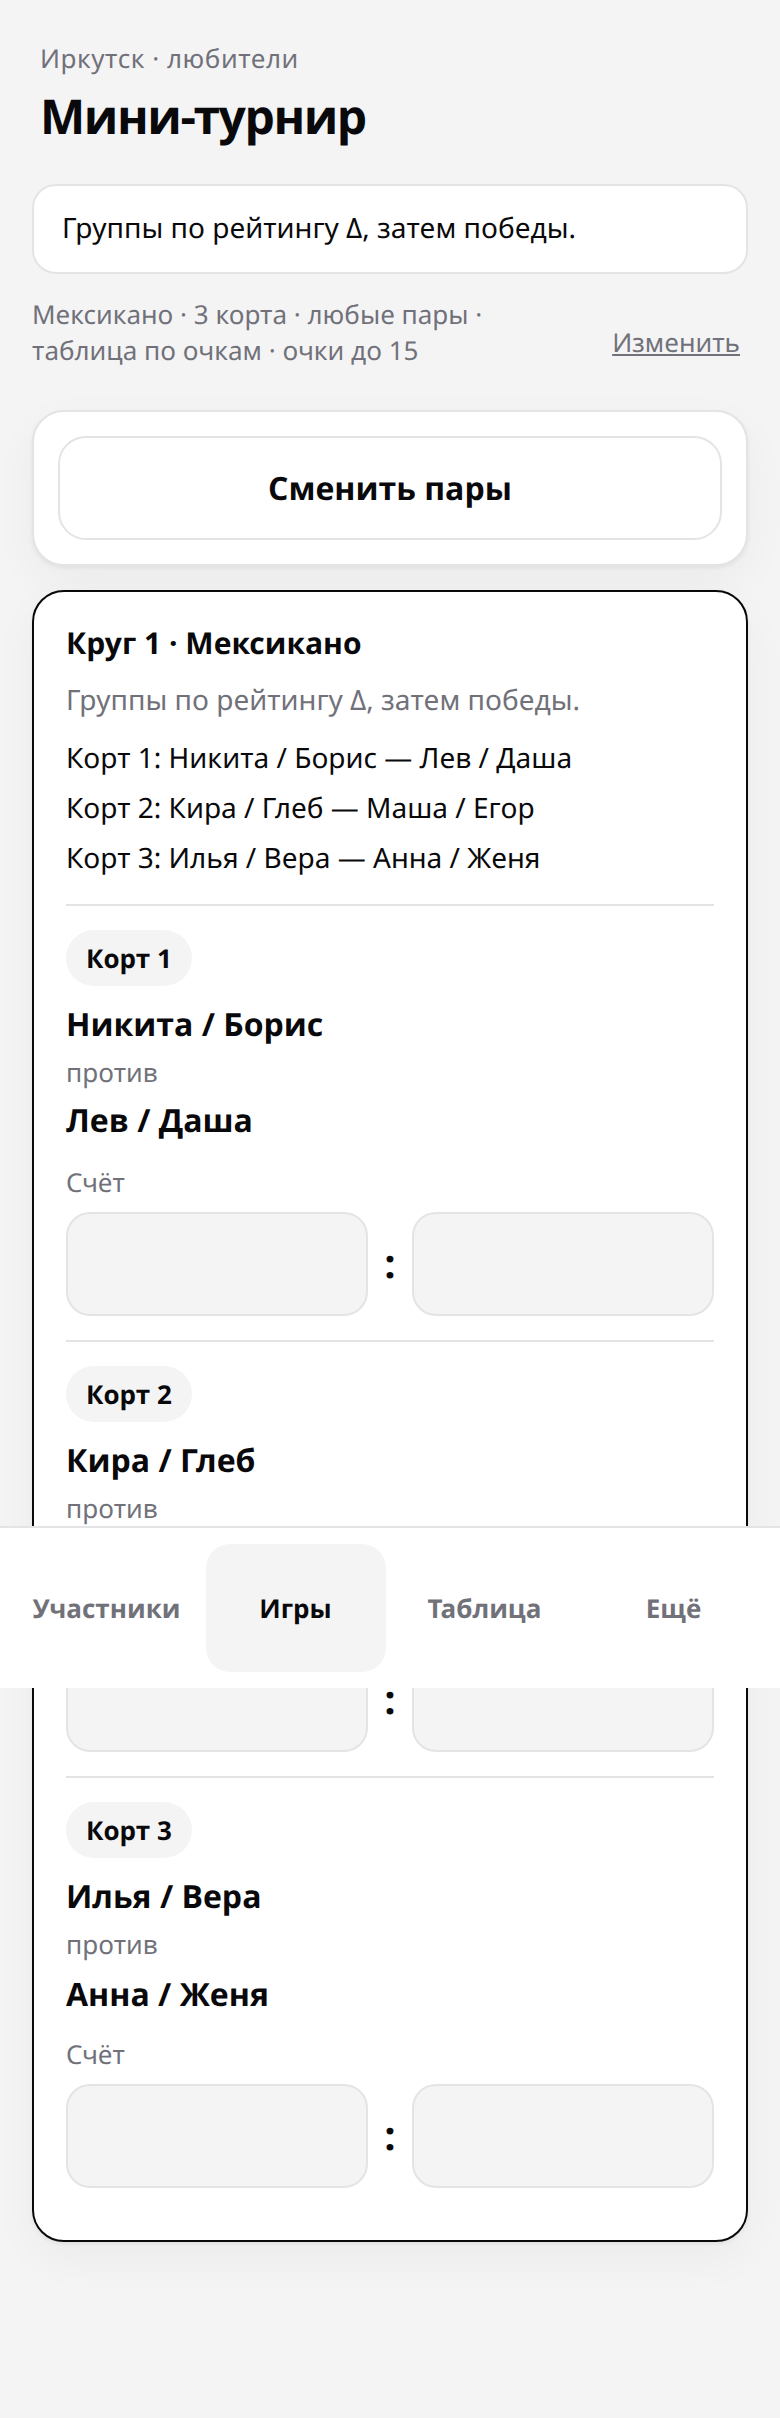 Иркутск · любители
Мини-турнир
Группы по рейтингу Δ, затем победы.
Мексикано · 3 корта · любые пары ·
таблица по очкам · очки до 15
Изменить
Сменить пары
Круг 1 · Мексикано
Группы по рейтингу Δ, затем победы.
Корт 1: Никита / Борис — Лев / Даша
Корт 2: Кира / Глеб — Маша / Егор
Корт 3: Илья / Вера — Анна / Женя
Корт 1
Никита / Борис
против
Лев / Даша
Счёт
:
Корт 2
Кира / Глеб
против
Участники
Игры
Таблица
Ещё
:
Корт 3
Илья / Вера
против
Анна / Женя
Счёт
: